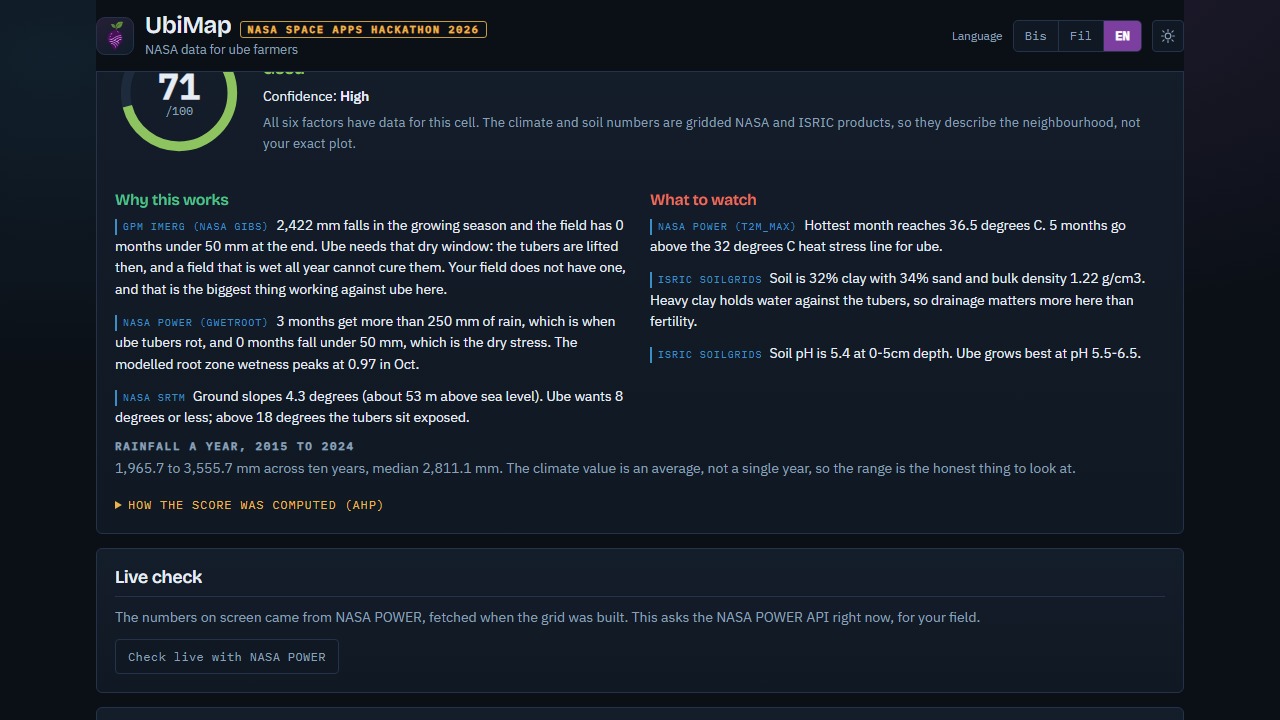 UbiMap
NASA SPACE APPS HACKATHON 2026
NASA data for ube farmers
Language
Bis
Fil
EN
71
/100
Good
Confidence: High
All six factors have data for this cell. The climate and soil numbers are gridded NASA and ISRIC products, so they describe the neighbourhood, not
your exact plot.
Why this works
GPM IMERG (NASA GIBS) 2,422 mm falls in the growing season and the field has 0
months under 50 mm at the end. Ube needs that dry window: the tubers are lifted
then, and a field that is wet all year cannot cure them. Your field does not have one,
and that is the biggest thing working against ube here.
NASA POWER (GWETROOT) 3 months get more than 250 mm of rain, which is when
ube tubers rot, and 0 months fall under 50 mm, which is the dry stress. The
modelled root zone wetness peaks at 0.97 in Oct.
NASA SRTM Ground slopes 4.3 degrees (about 53 m above sea level). Ube wants 8
degrees or less; above 18 degrees the tubers sit exposed.
What to watch
NASA POWER (T2M_MAX) Hottest month reaches 36.5 degrees C. 5 months go
above the 32 degrees C heat stress line for ube.
ISRIC SOILGRIDS Soil is 32% clay with 34% sand and bulk density 1.22 g/cm3.
Heavy clay holds water against the tubers, so drainage matters more here than
fertility.
ISRIC SOILGRIDS Soil pH is 5.4 at 0-5cm depth. Ube grows best at pH 5.5-6.5.
RAINFALL A YEAR, 2015 TO 2024
1,965.7 to 3,555.7 mm across ten years, median 2,811.1 mm. The climate value is an average, not a single year, so the range is the honest thing to look at.
HOW THE SCORE WAS COMPUTED (AHP)
Live check
The numbers on screen came from NASA POWER, fetched when the grid was built. This asks the NASA POWER API right now, for your field.
Check live with NASA POWER